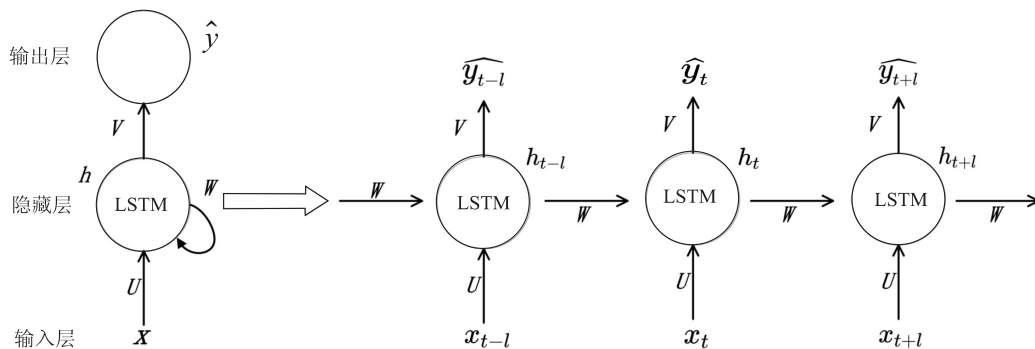 输出层 ŷ
V
h LSTM W
隐藏层
U
输入层 x
W
ŷ_{t-l} ŷ_t ŷ_{t+l}
V V V
h_{t-l} h_t h_{t+l}
LSTM LSTM LSTM
W W W
U U U
x_{t-l} x_t x_{t+l}